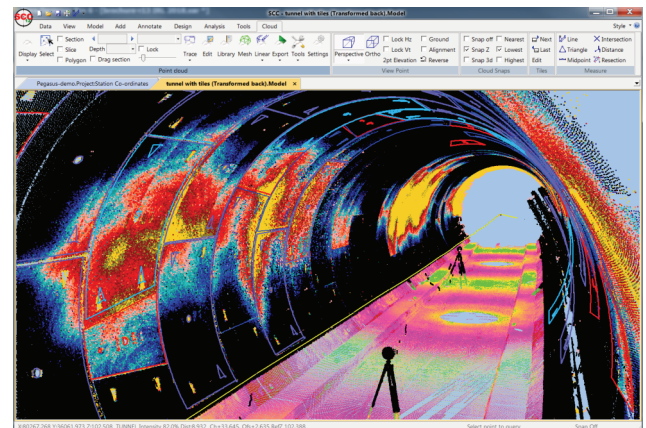 SCC - tunnel with tiles (Transformed back).Model
SCC
Data View Model Add Annotate Design Analysis Tools Cloud Style
Section Lock Hz Ground Snap off Nearest Next Line Intersection
Slice Depth Lock Lock Vt Alignment Snap Z Lowest Last Triangle Distance
Display Select Polygon Drag section Trace Edit Library Mesh Linear Export Tools Settings Perspective Ortho 2pt Elevation Reverse Snap 3d Highest Edit Midpoint Resection
Point cloud View Point Cloud Snaps Tiles Measure
Pegasus-demo.Project:Station Co-ordinates tunnel with tiles (Transformed back).Model
Select point to query Snap Off